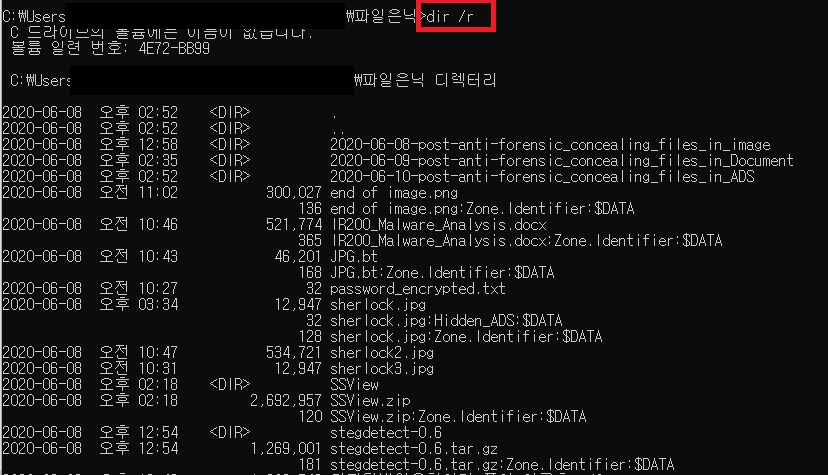 C:\Users \파일은닉>dir /r
C 드라이브의 볼륨에는 이름이 없습니다.
볼륨 일련 번호: 4E72-BB99
C:\Users \파일은닉 디렉터리
2020-06-08 오후 02:52 <DIR> .
2020-06-08 오후 02:52 <DIR> ..
2020-06-08 오후 12:58 <DIR> 2020-06-08-post-anti-forensic_concealing_files_in_image
2020-06-08 오후 02:35 <DIR> 2020-06-09-post-anti-forensic_concealing_files_in_Document
2020-06-08 오후 02:52 <DIR> 2020-06-10-post-anti-forensic_concealing_files_in_ADS
2020-06-08 오전 11:02 300,027 end of image.png
136 end of image.png:Zone.Identifier:$DATA
2020-06-08 오전 10:46 521,774 IR200_Malware_Analysis.docx
365 IR200_Malware_Analysis.docx:Zone.Identifier:$DATA
2020-06-08 오전 10:43 46,201 JPG.bt
168 JPG.bt:Zone.Identifier:$DATA
2020-06-08 오전 10:27 32 password_encrypted.txt
2020-06-08 오후 03:34 12,947 sherlock.jpg
32 sherlock.jpg:Hidden_ADS:$DATA
128 sherlock.jpg:Zone.Identifier:$DATA
2020-06-08 오전 10:47 534,721 sherlock2.jpg
2020-06-08 오전 10:31 12,947 sherlock3.jpg
2020-06-08 오후 02:18 <DIR> SSView
2020-06-08 오후 02:18 2,692,957 SSView.zip
120 SSView.zip:Zone.Identifier:$DATA
2020-06-08 오후 12:54 <DIR> stegdetect-0.6
2020-06-08 오후 12:54 1,269,001 stegdetect-0.6.tar.gz
181 stegdetect-0.6.tar.gz:Zone.Identifier:$DATA